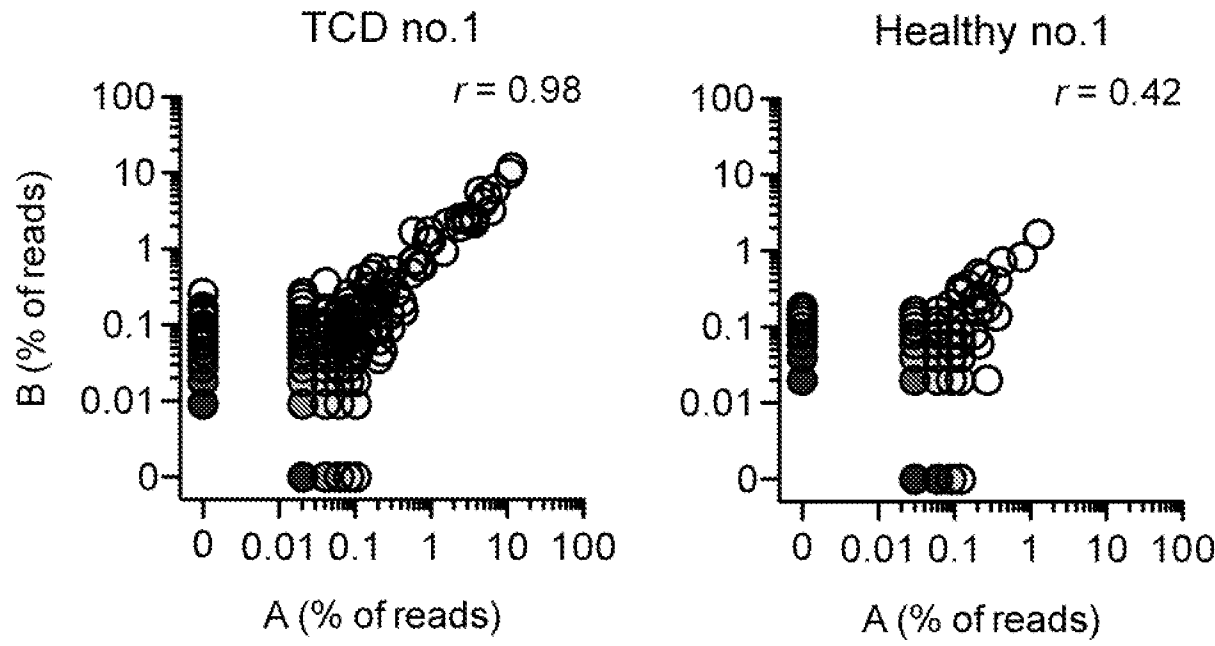 TCD no.1
r = 0.98
100
10
1
0.1
0.01
0
B (% of reads)
0 0.01 0.1 1 10 100
A (% of reads)
Healthy no.1
r = 0.42
100
10
1
0.1
0.01
0
0 0.01 0.1 1 10 100
A (% of reads)